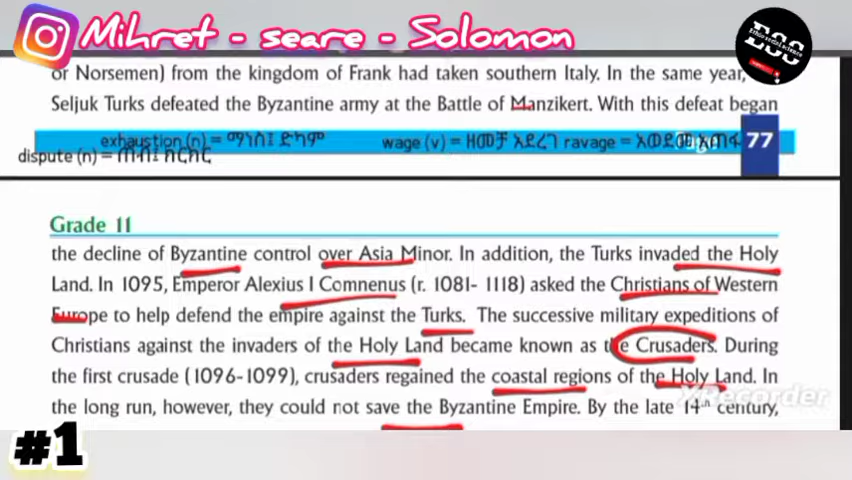 Mihret - seare - Solomon
ESS
or Norsemen) from the kingdom of Frank had taken southern Italy. In the same year,
Seljuk Turks defeated the Byzantine army at the Battle of Manzikert. With this defeat began
exhaustion (n) = ማነስ፤ ድካም wage (v) = ዘመቻ አደረገ ravage = አወደመ አጠፋ 77
dispute (n) = ጠብ፤ ክርክር
Grade 11
the decline of Byzantine control over Asia Minor. In addition, the Turks invaded the Holy
Land. In 1095, Emperor Alexius I Comnenus (r. 1081- 1118) asked the Christians of Western
Europe to help defend the empire against the Turks. The successive military expeditions of
Christians against the invaders of the Holy Land became known as the Crusaders. During
the first crusade (1096-1099), crusaders regained the coastal regions of the Holy Land. In
the long run, however, they could not save the Byzantine Empire. By the late 14th century,
XRecorder
#1